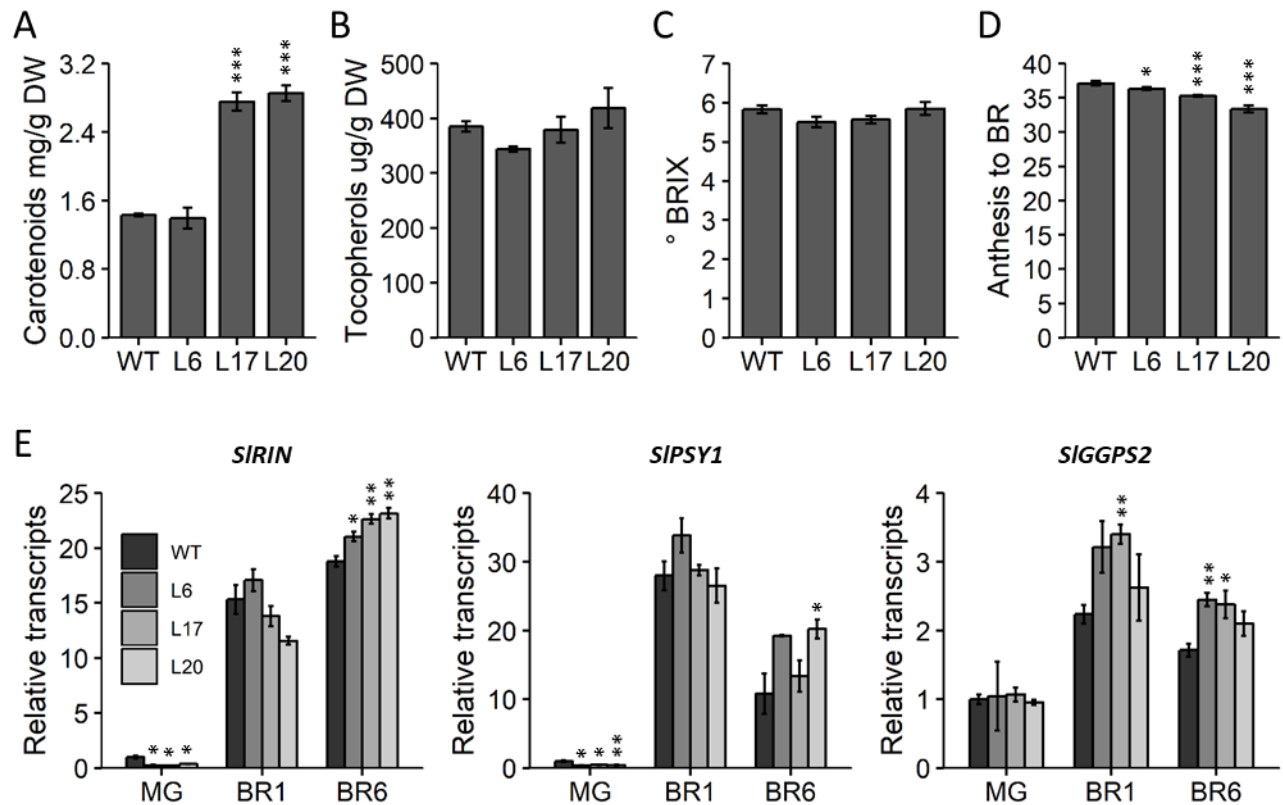 A
Carotenoids mg/g DW
3.2
2.4
1.6
0.8
0.0
***
***
WT L6 L17 L20
B
Tocopherols ug/g DW
500
400
300
200
100
0
WT L6 L17 L20
C
° BRIX
7
6
5
4
3
2
1
0
WT L6 L17 L20
D
Anthesis to BR
40
35
30
25
20
15
10
5
0
*
***
***
WT L6 L17 L20
E
SlRIN
Relative transcripts
25
20
15
10
5
0
WT
L6
L17
L20
* * *
* ** ***
MG BR1 BR6
SlPSY1
Relative transcripts
40
30
20
10
0
* * **
*
MG BR1 BR6
SlGGPS2
Relative transcripts
4
3
2
1
0
**
** *
MG BR1 BR6